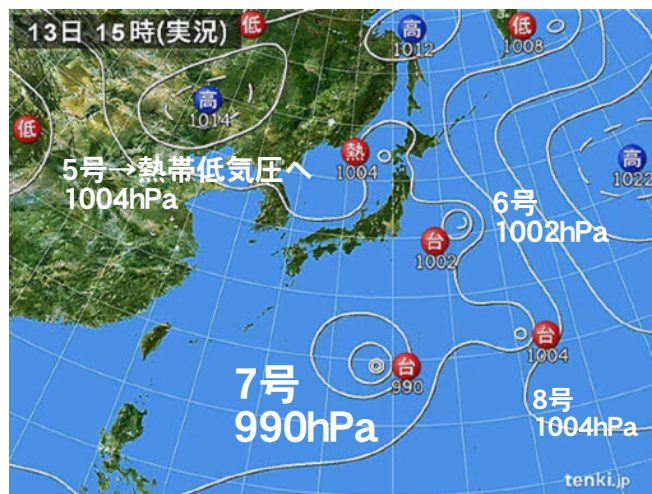 13日 15時(実況)
低
高
1012
低
1008
高
1014
低
熱
1004
高
1022
5号→熱帯低気圧へ
1004hPa
6号
1002hPa
台
1002
台
1004
台
990
7号
990hPa
8号
1004hPa
tenki.jp